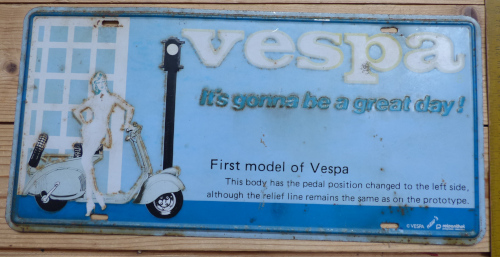 vespa
it's gonna be a great day!
First model of Vespa
This body has the pedal position changed to the left side,
although the relief line remains the same as on the prototype.
© VESPA